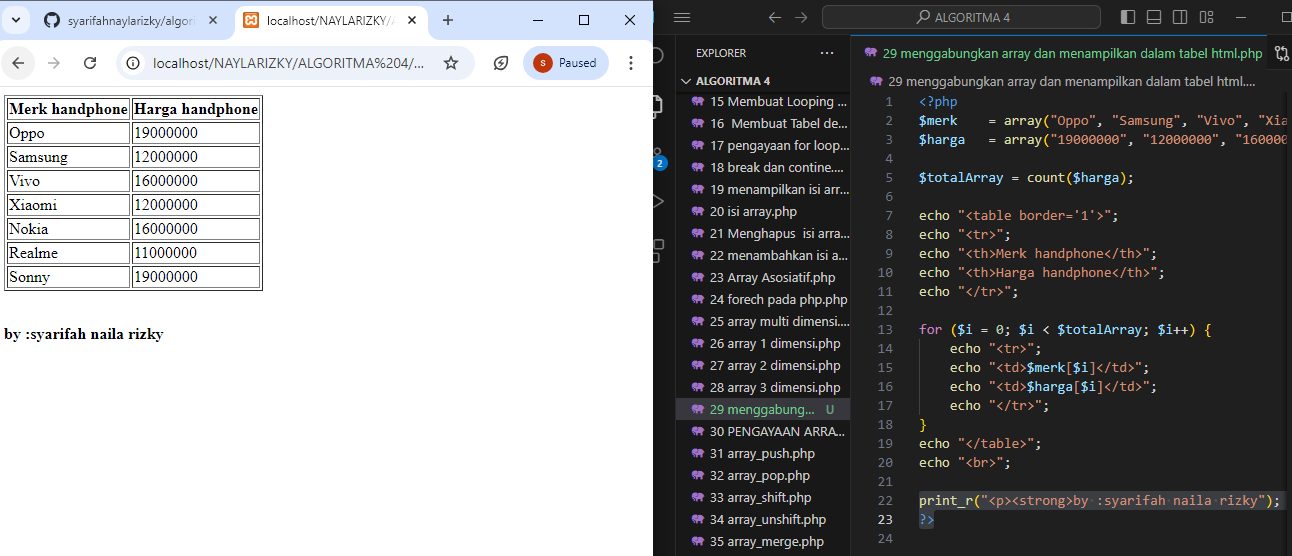 syarifahnaylarizky/algori
localhost/NAYLARIZKY/A
localhost/NAYLARIZKY/ALGORITMA%204/...
S
Paused
Merk handphone Harga handphone
Oppo 19000000
Samsung 12000000
Vivo 16000000
Xiaomi 12000000
Nokia 16000000
Realme 11000000
Sonny 19000000
by :syarifah naila rizky
ALGORITMA 4
2
EXPLORER
ALGORITMA 4
15 Membuat Looping ...
16 Membuat Tabel de...
17 pengayaan for loop...
18 break dan contine....
19 menampilkan isi arr...
20 isi array.php
21 Menghapus isi arra...
22 menambahkan isi a...
23 Array Asosiatif.php
24 forech pada php.php
25 array multi dimensi....
26 array 1 dimensi.php
27 array 2 dimensi.php
28 array 3 dimensi.php
29 menggabung... U
30 PENGAYAAN ARRA...
31 array_push.php
32 array_pop.php
33 array_shift.php
34 array_unshift.php
35 array_merge.php
29 menggabungkan array dan menampilkan dalam tabel html.php
29 menggabungkan array dan menampilkan dalam tabel html....
1 <?php
2 $merk    = array("Oppo", "Samsung", "Vivo", "Xia
3 $harga   = array("19000000", "12000000", "160000
4
5 $totalArray = count($harga);
6
7 echo "<table border='1'>";
8 echo "<tr>";
9 echo "<th>Merk handphone</th>";
10 echo "<th>Harga handphone</th>";
11 echo "</tr>";
12
13 for ($i = 0; $i < $totalArray; $i++) {
14     echo "<tr>";
15     echo "<td>$merk[$i]</td>";
16     echo "<td>$harga[$i]</td>";
17     echo "</tr>";
18 }
19 echo "</table>";
20 echo "<br>";
21
22 print_r("<p><strong>by :syarifah naila rizky");
23 ?>
24